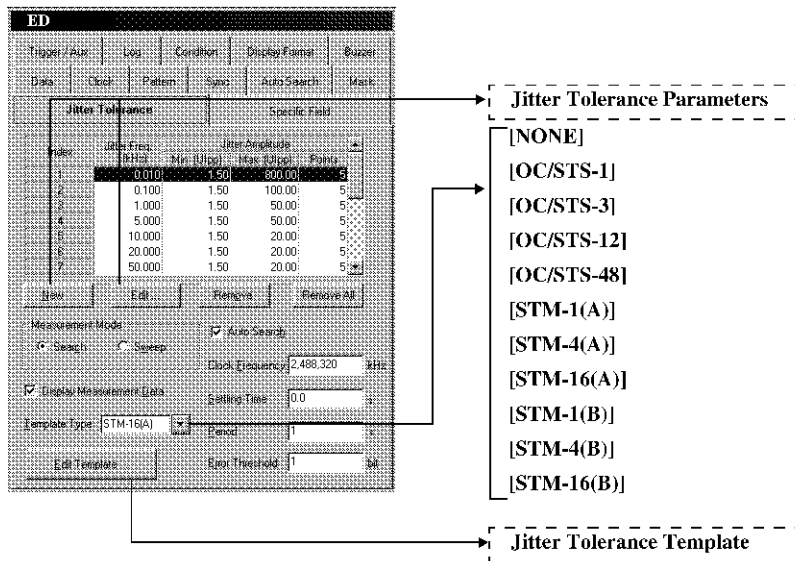 ED
Trigger / Aux Log Condition Display Format Buzzer
Data Clock Pattern Sync Auto Search Mask
Jitter Tolerance Specific Field
Index Jitter Freq. (kHz) Jitter Amplitude
Min (UIpp) Max (UIpp) Points
1 0.010 1.50 800.00 5
2 0.100 1.50 100.00 5
3 1.000 1.50 50.00 5
4 5.000 1.50 50.00 5
5 10.000 1.50 20.00 5
6 20.000 1.50 20.00 5
7 50.000 1.50 20.00 5
New Edit Remove Remove All
Measurement Mode
Search Sweep
Auto Search
Clock Frequency 2,488,320 kHz
Display Measurement Data
Settling Time 0.0 s
Template Type STM-16(A)
Period 1 s
Edit Template
Error Threshold 1 bit
Jitter Tolerance Parameters
[NONE]
[OC/STS-1]
[OC/STS-3]
[OC/STS-12]
[OC/STS-48]
[STM-1(A)]
[STM-4(A)]
[STM-16(A)]
[STM-1(B)]
[STM-4(B)]
[STM-16(B)]
Jitter Tolerance Template